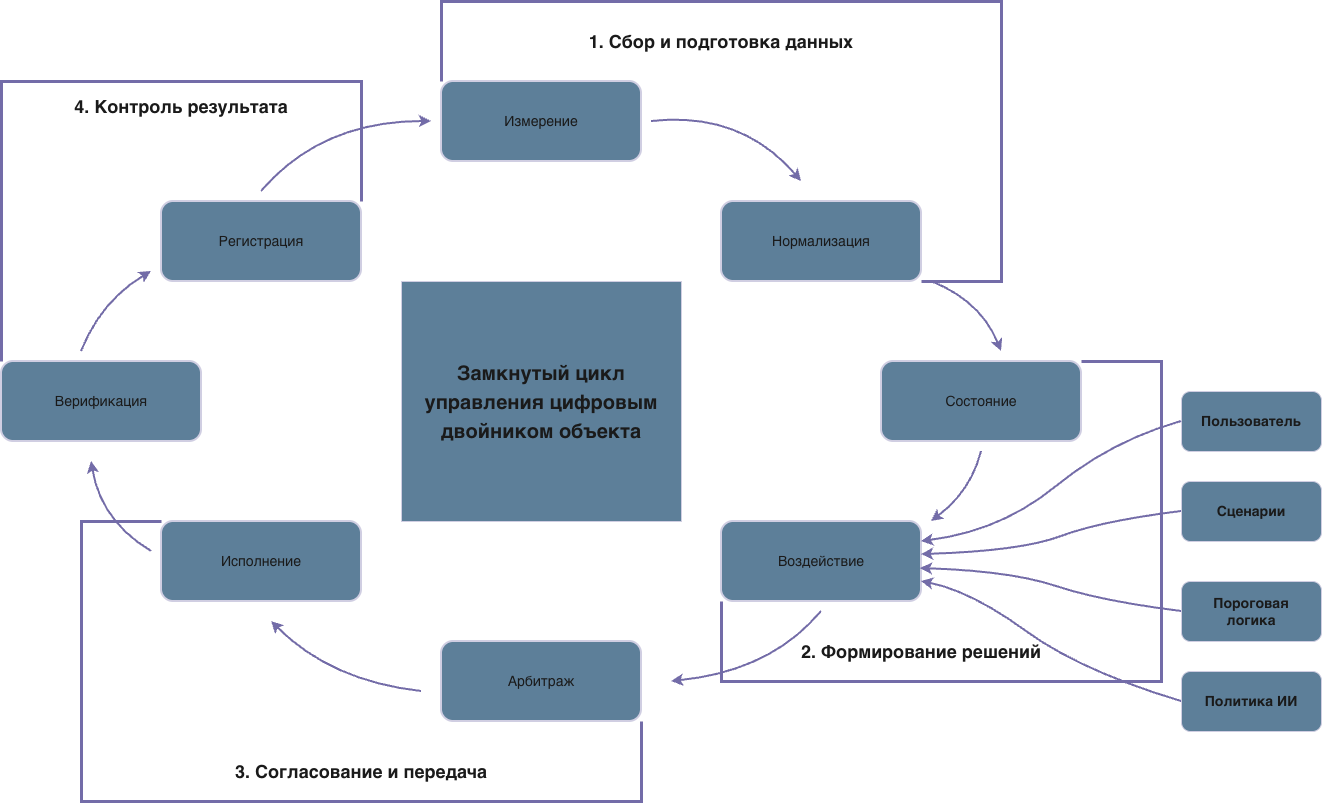 1. Сбор и подготовка данных
4. Контроль результата
Измерение
Регистрация
Нормализация
Замкнутый цикл
управления цифровым
двойником объекта
Верификация
Состояние
Пользователь
Сценарии
Исполнение
Воздействие
Пороговая
логика
2. Формирование решений
Арбитраж
Политика ИИ
3. Согласование и передача